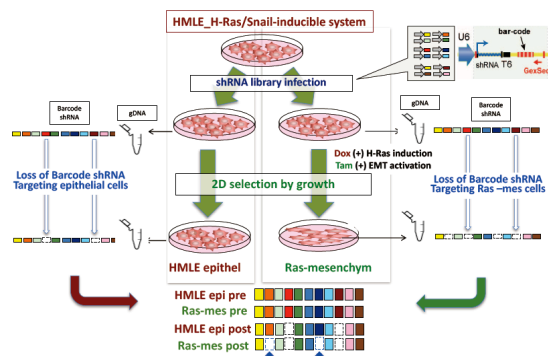 HMLE_H-Ras/Snail-inducible system
shRNA library infection
U6
bar-code
shRNA
T6
GexSeq
Barcode
shRNA
gDNA
gDNA
Barcode
shRNA
Dox (+) H-Ras induction
Tam (+) EMT activation
Loss of Barcode shRNA
Targeting epithelial cells
2D selection by growth
Loss of Barcode shRNA
Targeting Ras –mes cells
HMLE epithel
Ras-mesenchym
HMLE epi pre
Ras-mes pre
HMLE epi post
Ras-mes post